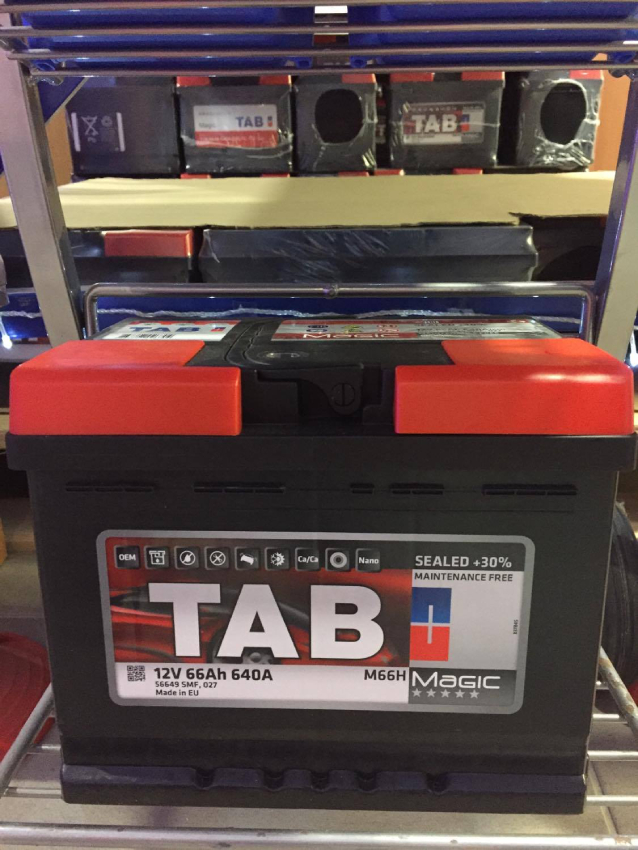 TAB
TAB
TAB
Magic
OEM
Ca/Ca
Nano
SEALED +30%
MAINTENANCE FREE
TAB
12V 66Ah 640A
M66H
56649 SMF, 027
Made in EU
Magic